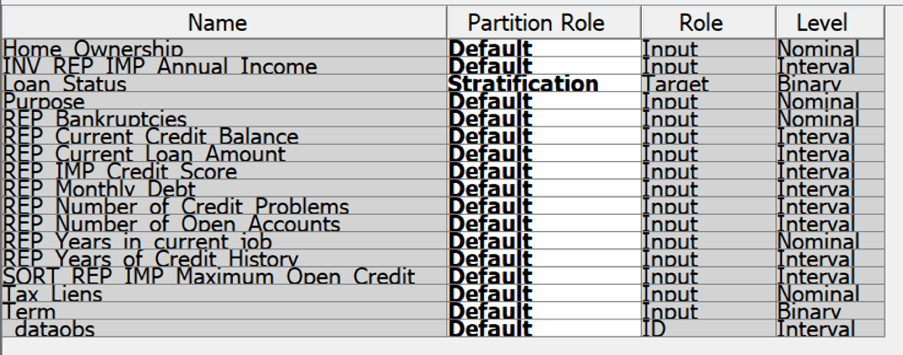 Name Partition Role Role Level
Home Ownership Default Input Nominal
INV REP IMP Annual Income Default Input Interval
Loan Status Stratification Target Binary
Purpose Default Input Nominal
REP Bankruptcies Default Input Nominal
REP Current Credit Balance Default Input Interval
REP Current Loan Amount Default Input Interval
REP IMP Credit Score Default Input Interval
REP Monthly Debt Default Input Interval
REP Number of Credit Problems Default Input Interval
REP Number of Open Accounts Default Input Interval
REP Years in current job Default Input Nominal
REP Years of Credit History Default Input Interval
SQRT REP IMP Maximum Open Credit Default Input Interval
Tax Liens Default Input Nominal
Term Default Input Binary
dataobs Default ID Interval